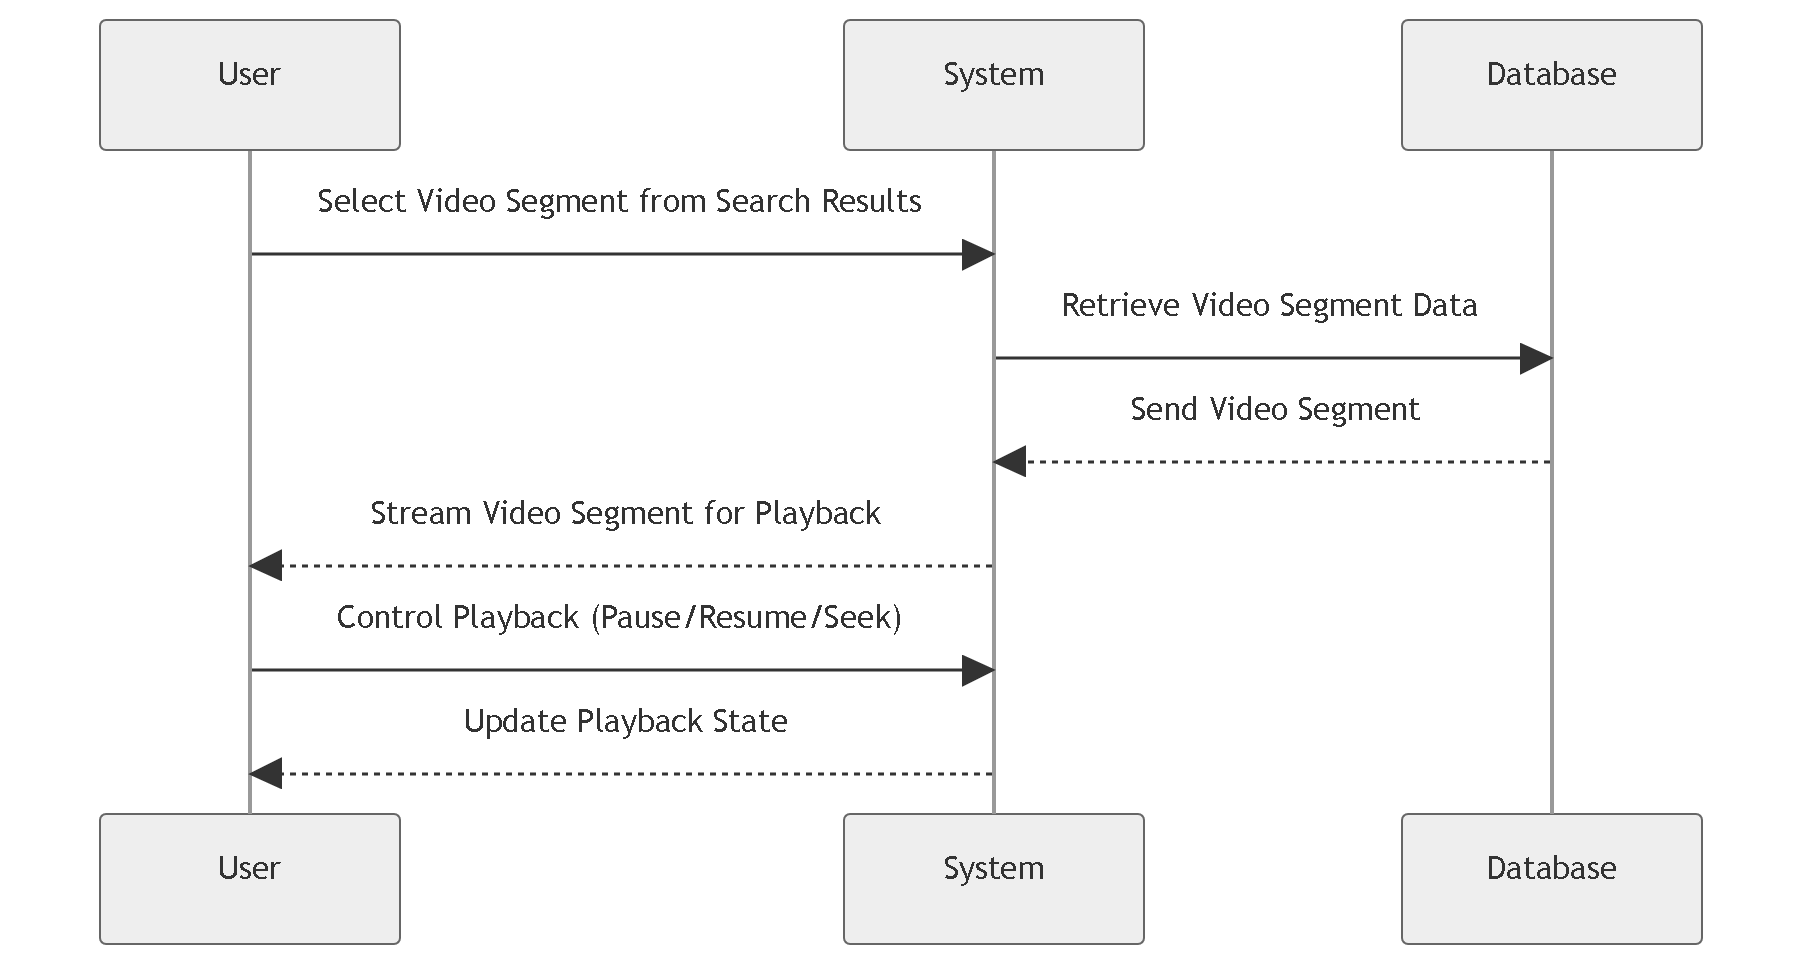 User
System
Database
Select Video Segment from Search Results
Retrieve Video Segment Data
Send Video Segment
Stream Video Segment for Playback
Control Playback (Pause/Resume/Seek)
Update Playback State
User
System
Database